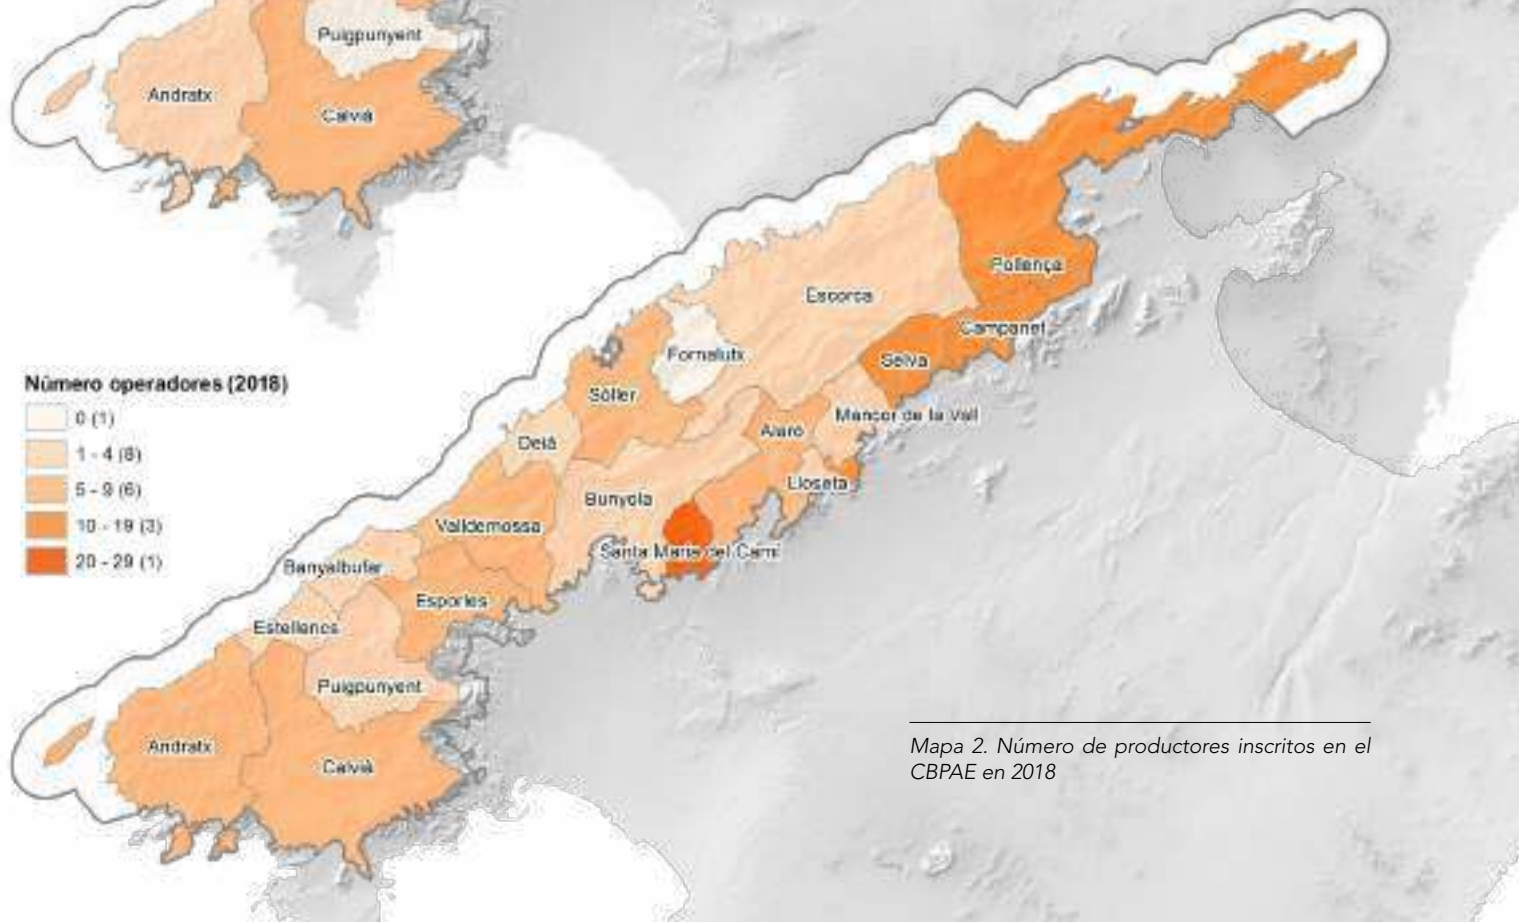 Puigpunyent
Andratx
Calvià
Pollença
Escorca
Campanet
Fornalutx
Selva
Número operadores (2018)
0 (1)
1 - 4 (8)
5 - 9 (6)
10 - 19 (3)
20 - 29 (1)
Sóller
Mancor de la Vall
Alaró
Deià
Lloseta
Bunyola
Valldemossa
Santa Maria del Camí
Banyalbufar
Esporles
Estellencs
Puigpunyent
Andratx
Calvià
Mapa 2. Número de productores inscritos en el
CBPAE en 2018